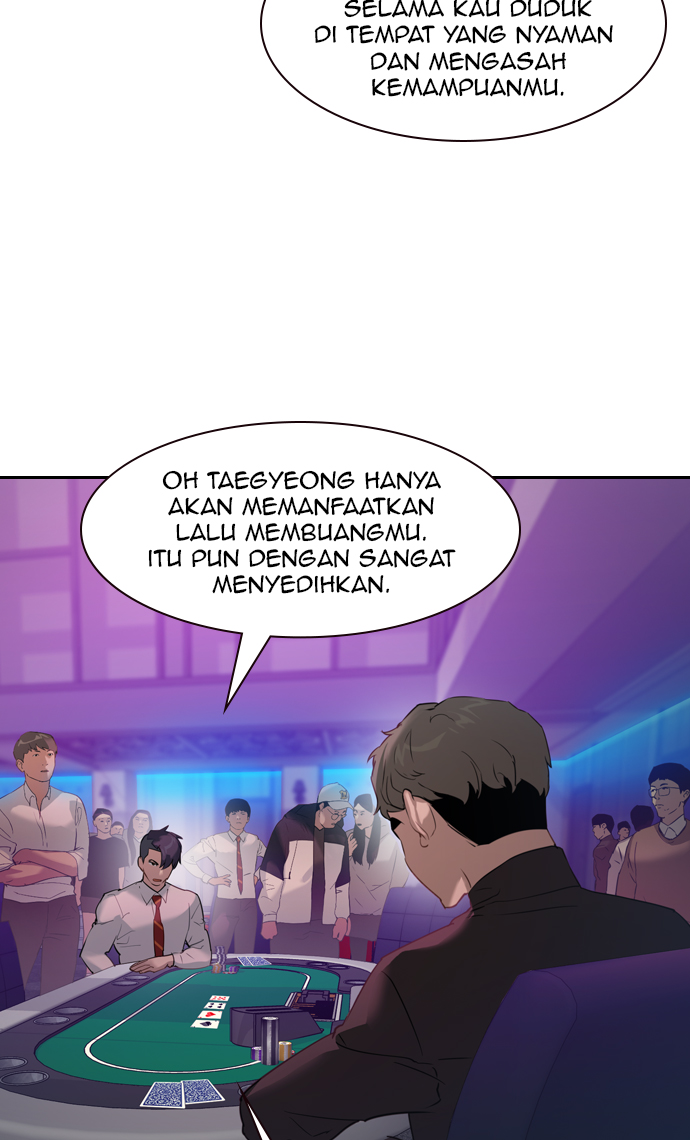 SELAMA KAU DUDUK
DI TEMPAT YANG NYAMAN
DAN MENGASAH
KEMAMPUANMU.
OH TAEGYEONG HANYA
AKAN MEMANFAATKAN
LALU MEMBUANGMU.
ITU PUN DENGAN SANGAT
MENYEDIHKAN.